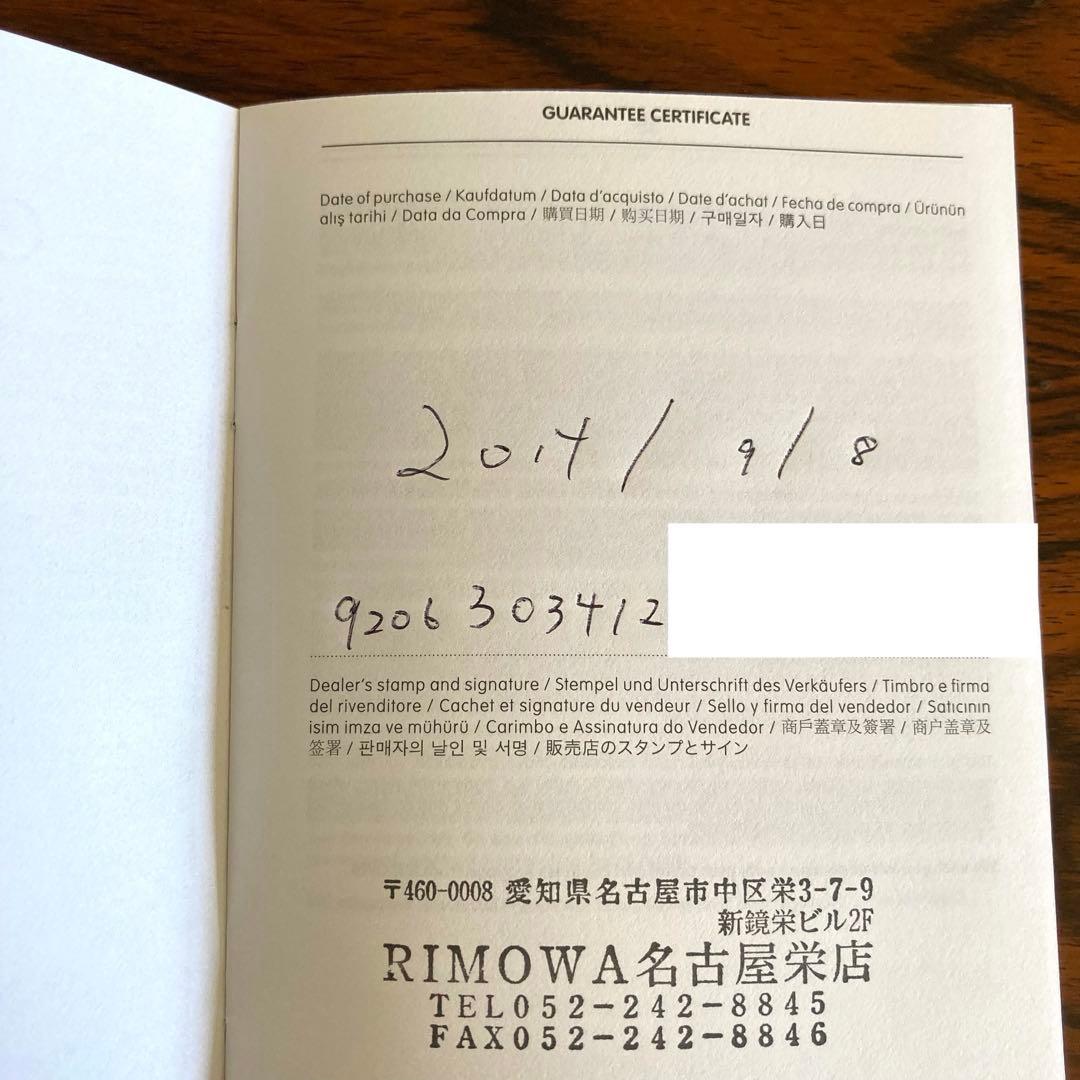 GUARANTEE CERTIFICATE
Date of purchase / Kaufdatum / Data d'acquisto / Date d'achat / Fecha de compra / Ürünün
alış tarihi / Data da Compra / 購買日期 / 购买日期 / 구매일자 / 購入日
2014 / 9 / 8
9206 303412
Dealer's stamp and signature / Stempel und Unterschrift des Verkäufers / Timbro e firma
del rivenditore / Cachet et signature du vendeur / Sello y firma del vendedor / Satıcının
isim imza ve mühürü / Carimbo e Assinatura do Vendedor / 商戶蓋章及簽署 / 商户盖章及
签署 / 판매자의 날인 및 서명 / 販売店のスタンプとサイン
〒460-0008 愛知県名古屋市中区栄3-7-9
新鏡栄ビル2F
RIMOWA名古屋栄店
TEL052-242-8845
FAX052-242-8846